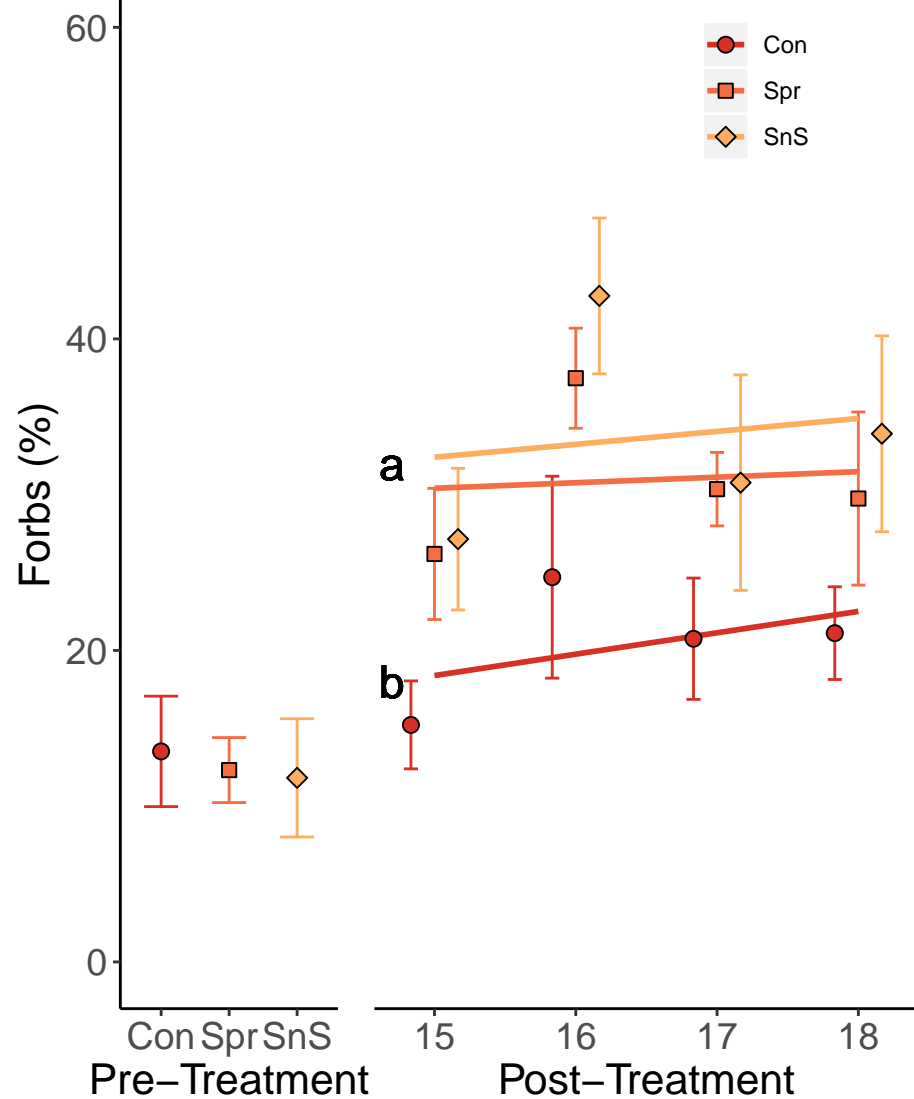 60
Con
Spr
SnS
40
Forbs (%)
a
20
b
0
Con Spr SnS 15 16 17 18
Pre−Treatment Post−Treatment